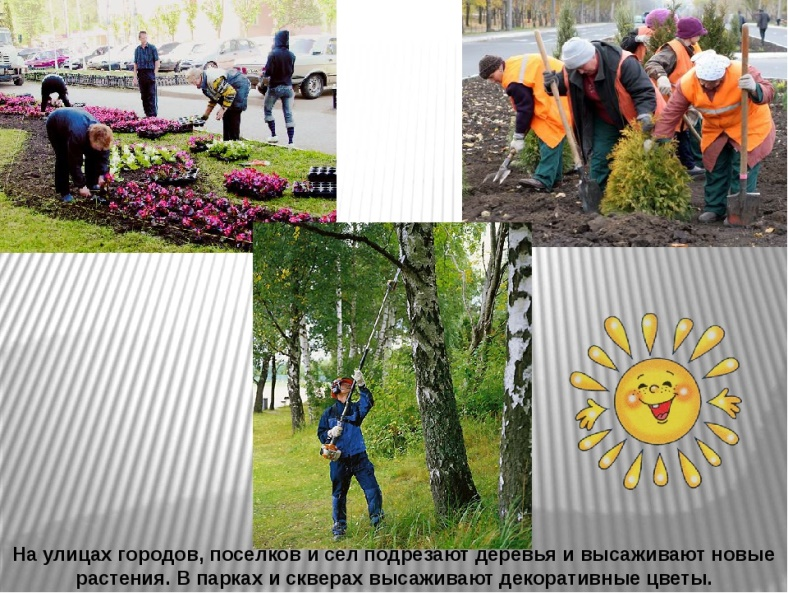 На улицах городов, поселков и сел подрезают деревья и высаживают новые
растения. В парках и скверах высаживают декоративные цветы.